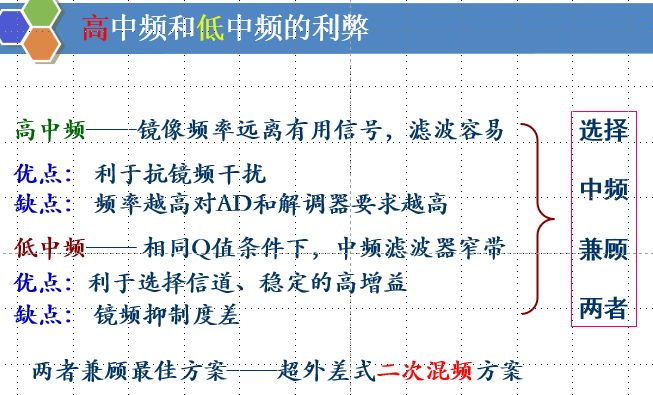 高中频和低中频的利弊
高中频——镜像频率远离有用信号，滤波容易
优点： 利于抗镜频干扰
缺点： 频率越高对AD和解调器要求越高
低中频—— 相同Q值条件下，中频滤波器窄带
优点：利于选择信道、稳定的高增益
缺点： 镜频抑制度差
选择
中频
兼顾
两者
两者兼顾最佳方案——超外差式二次混频方案